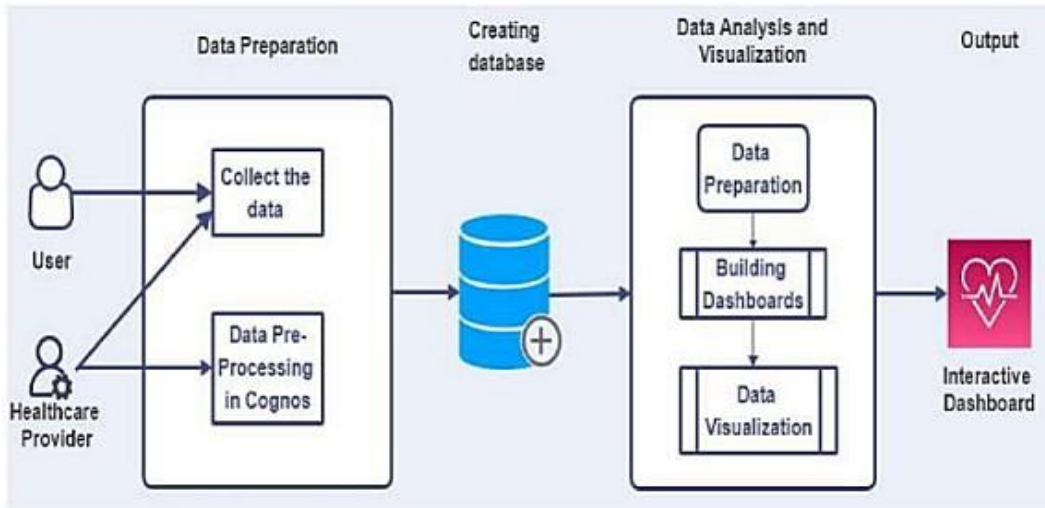 Data Preparation
Creating
database
Data Analysis and
Visualization
Output
Collect the
data
User
Data Pre-
Processing
in Cognos
Healthcare
Provider
Data
Preparation
Building
Dashboards
Data
Visualization
Interactive
Dashboard